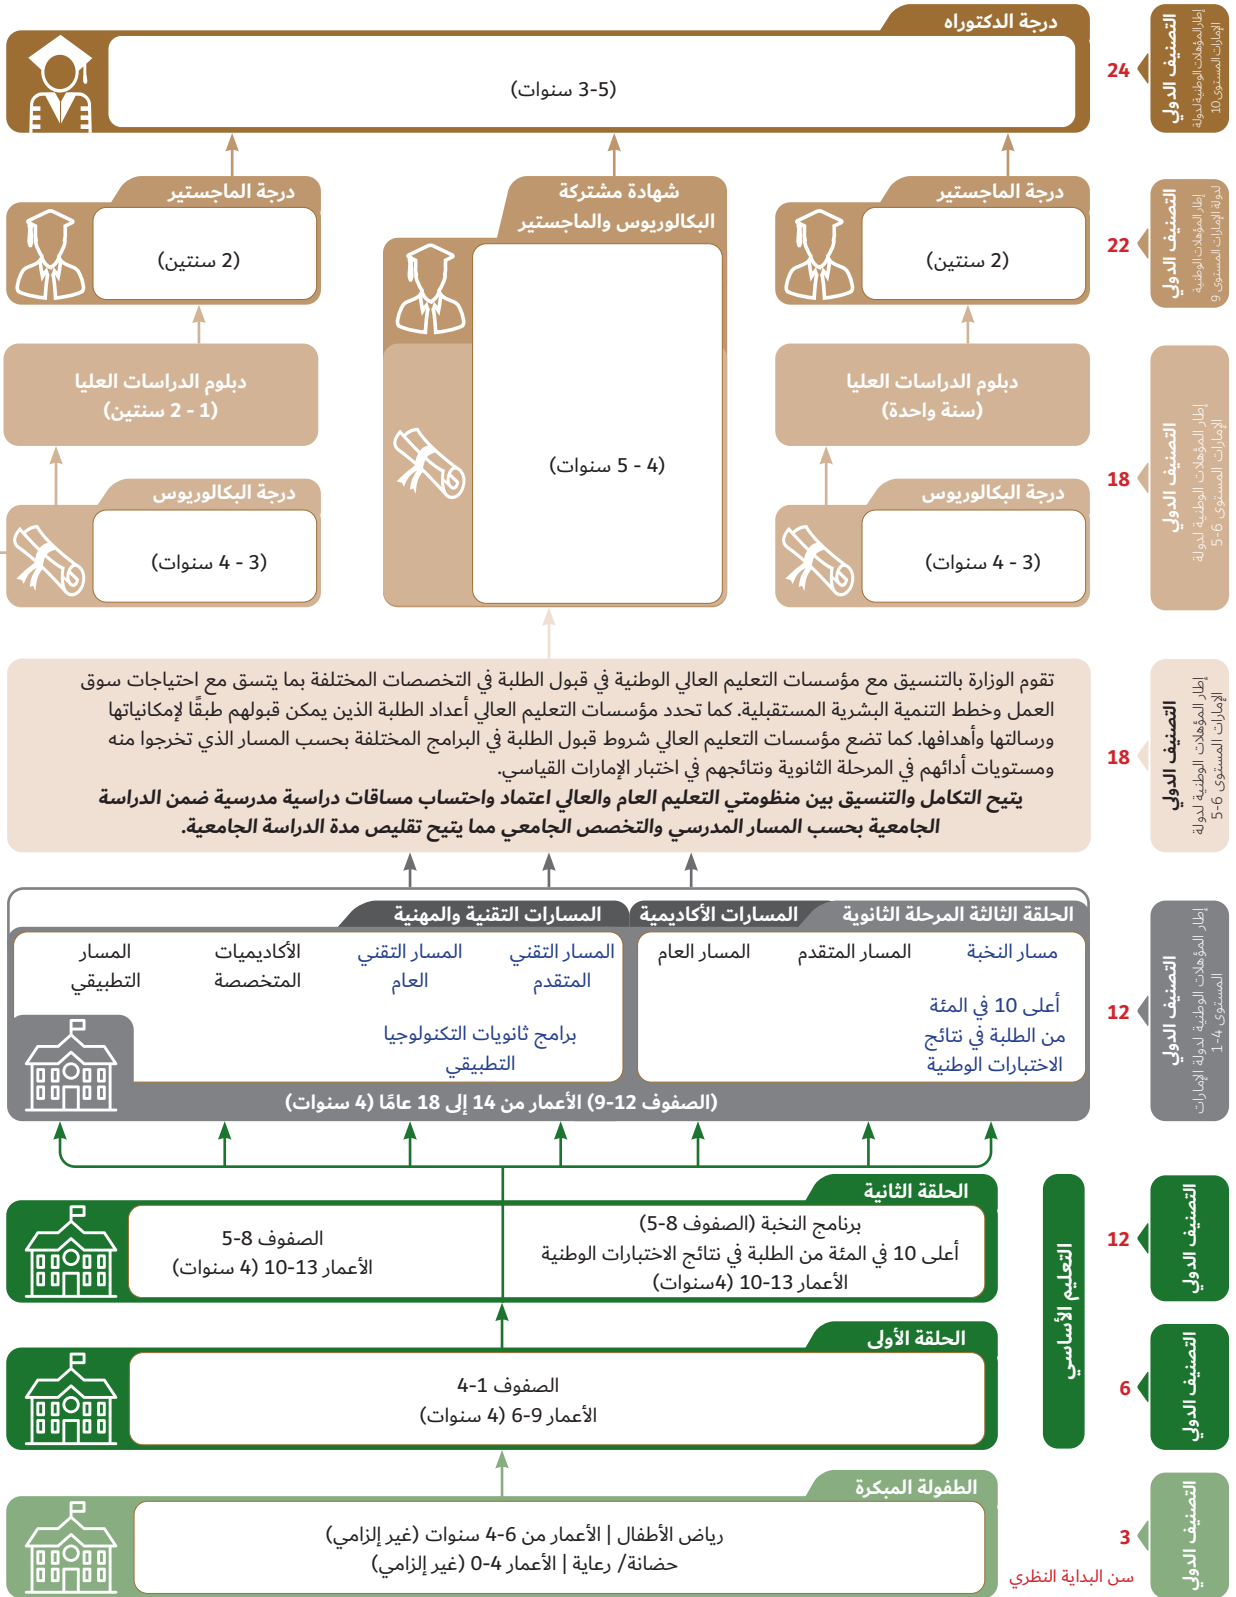 درجة الدكتوراه
(3-5 سنوات)
24
التصنيف الدولي
إطار المؤهلات الوطنية لدولة
الإمارات المستوى 10
درجة الماجستير
(2 سنتين)
شهادة مشتركة
البكالوريوس والماجستير
(4 - 5 سنوات)
درجة الماجستير
(2 سنتين)
22
التصنيف الدولي
إطار المؤهلات الوطنية
لدولة الإمارات المستوى 9
دبلوم الدراسات العليا
(سنة واحدة)
دبلوم الدراسات العليا
(1 - 2 سنتين)
درجة البكالوريوس
(3 - 4 سنوات)
درجة البكالوريوس
(3 - 4 سنوات)
18
التصنيف الدولي
إطار المؤهلات الوطنية لدولة
الإمارات المستوى 6-5
تقوم الوزارة بالتنسيق مع مؤسسات التعليم العالي الوطنية في قبول الطلبة في التخصصات المختلفة بما يتسق مع احتياجات سوق
العمل وخطط التنمية البشرية المستقبلية. كما تحدد مؤسسات التعليم العالي أعداد الطلبة الذين يمكن قبولهم طبقًا لإمكانياتها
ورسالتها وأهدافها. كما تضع مؤسسات التعليم العالي شروط قبول الطلبة في البرامج المختلفة بحسب المسار الذي تخرجوا منه
ومستويات أدائهم في المرحلة الثانوية ونتائجهم في اختبار الإمارات القياسي.
يتيح التكامل والتنسيق بين منظومتي التعليم العام والعالي اعتماد واحتساب مساقات دراسية مدرسية ضمن الدراسة
الجامعية بحسب المسار المدرسي والتخصص الجامعي مما يتيح تقليص مدة الدراسة الجامعية.
18
التصنيف الدولي
إطار المؤهلات الوطنية لدولة
الإمارات المستوى 6-5
الحلقة الثالثة المرحلة الثانوية
المسارات الأكاديمية
المسارات التقنية والمهنية
مسار النخبة
المسار المتقدم
المسار العام
أعلى 10 في المئة
من الطلبة في نتائج
الاختبارات الوطنية
المسار التقني
المتقدم
المسار التقني
العام
الأكاديميات
المتخصصة
المسار
التطبيقي
برامج ثانويات التكنولوجيا
التطبيقي
(الصفوف 12-9) الأعمار من 14 إلى 18 عامًا (4 سنوات)
12
التصنيف الدولي
إطار المؤهلات الوطنية لدولة الإمارات
المستوى 4-1
الحلقة الثانية
برنامج النخبة (الصفوف 8-5)
أعلى 10 في المئة من الطلبة في نتائج الاختبارات الوطنية
الأعمار 13-10 (4سنوات)
الصفوف 8-5
الأعمار 13-10 (4 سنوات)
12
التصنيف الدولي
التعليم الأساسي
الحلقة الأولى
الصفوف 1-4
الأعمار 9-6 (4 سنوات)
6
التصنيف الدولي
الطفولة المبكرة
رياض الأطفال | الأعمار من 6-4 سنوات (غير إلزامي)
حضانة/ رعاية | الأعمار 4-0 (غير إلزامي)
3
سن البداية النظري
التصنيف الدولي